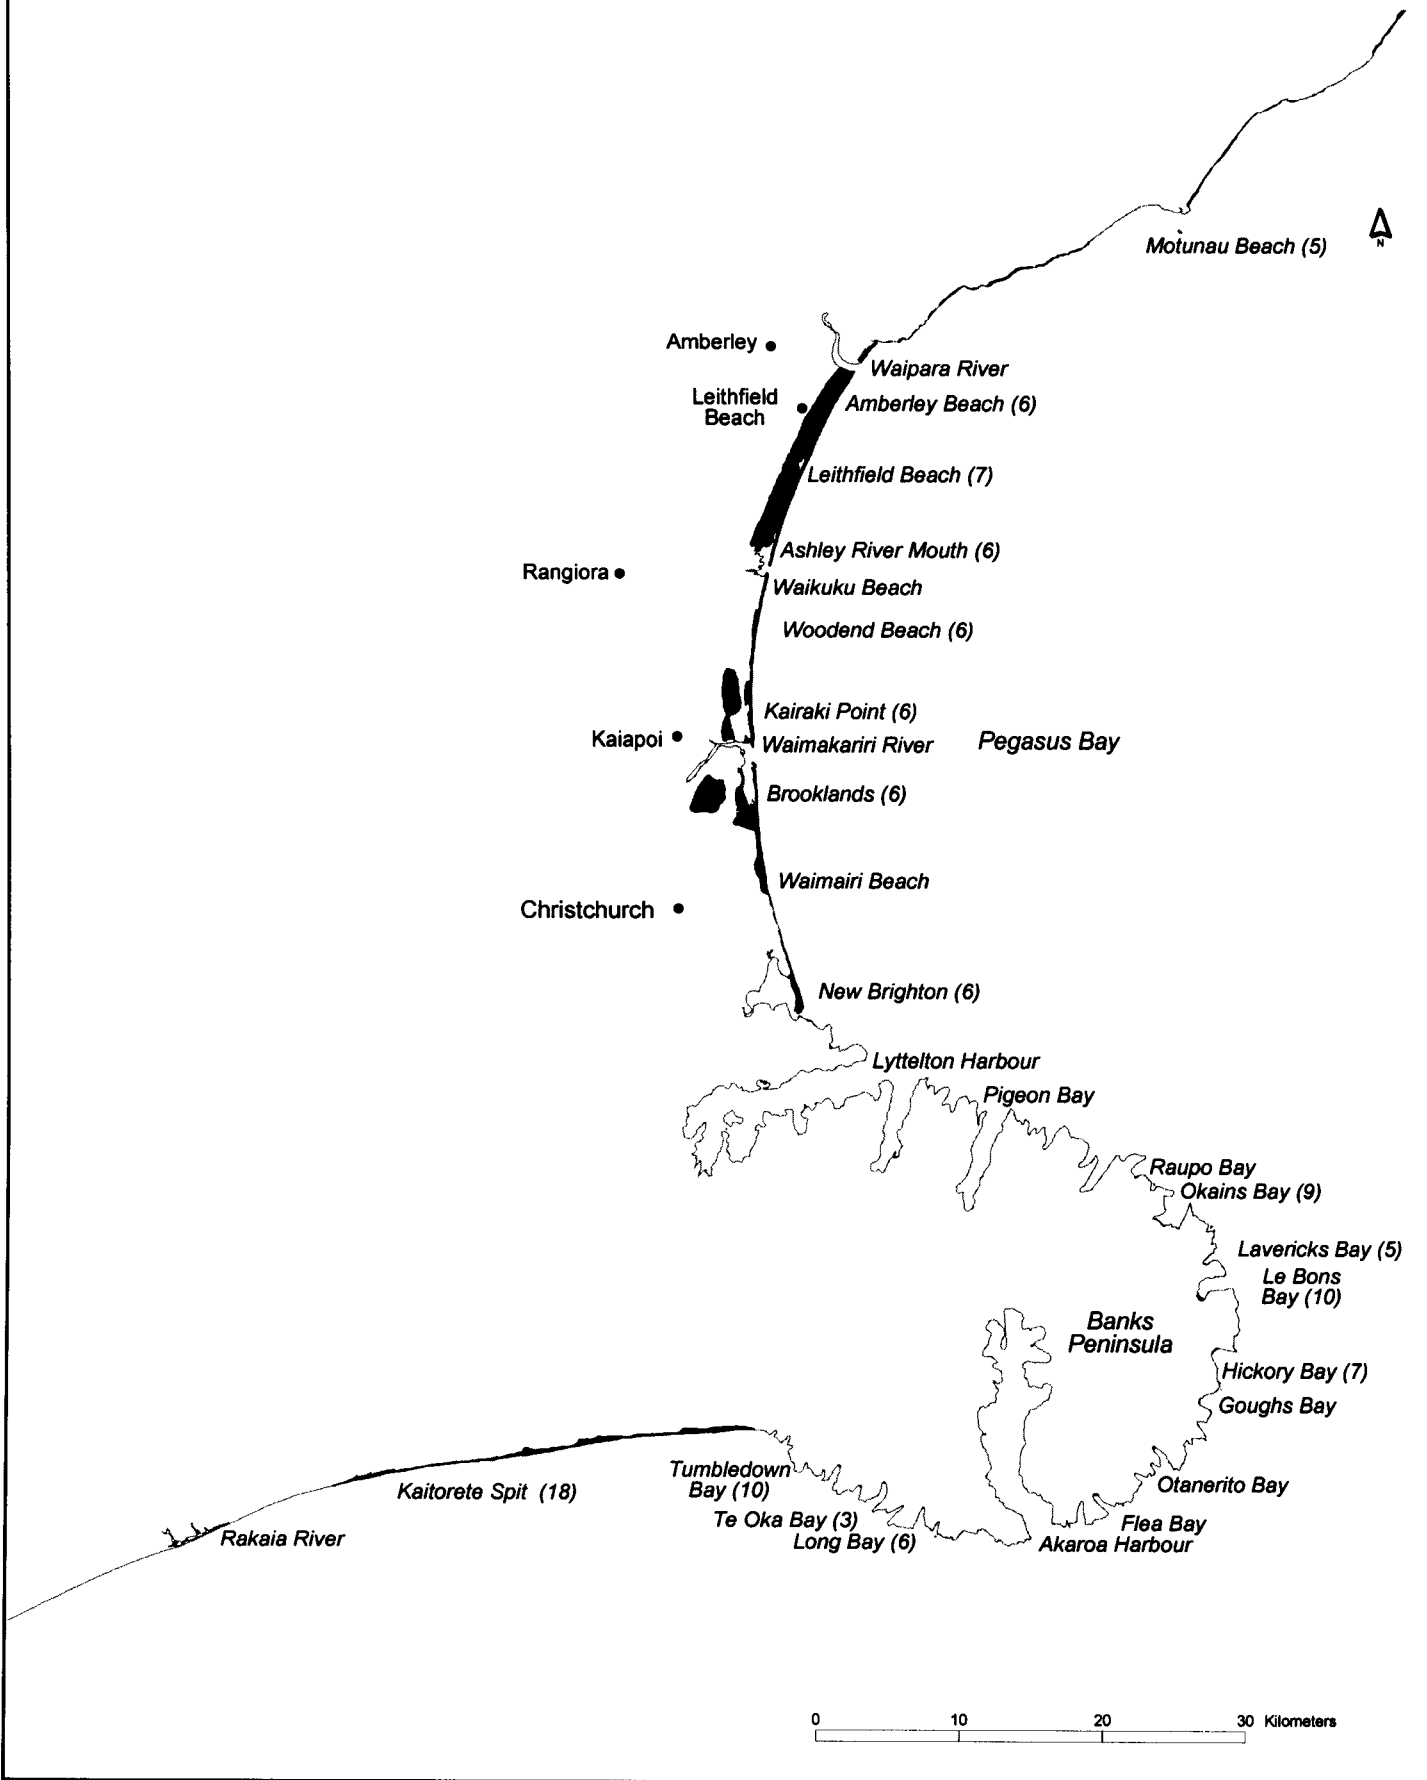 Motunau Beach (5)
N
Amberley
Waipara River
Leithfield
Beach
Amberley Beach (6)
Leithfield Beach (7)
Ashley River Mouth (6)
Rangiora
Waikuku Beach
Woodend Beach (6)
Kairaki Point (6)
Kaiapoi
Waimakariri River
Pegasus Bay
Brooklands (6)
Waimairi Beach
Christchurch
New Brighton (6)
Lyttelton Harbour
Pigeon Bay
Raupo Bay
Okains Bay (9)
Lavericks Bay (5)
Le Bons
Bay (10)
Banks
Peninsula
Hickory Bay (7)
Goughs Bay
Tumbledown
Bay (10)
Kaitorete Spit (18)
Otanerito Bay
Te Oka Bay (3)
Flea Bay
Rakaia River
Long Bay (6)
Akaroa Harbour
0 10 20 30 Kilometers